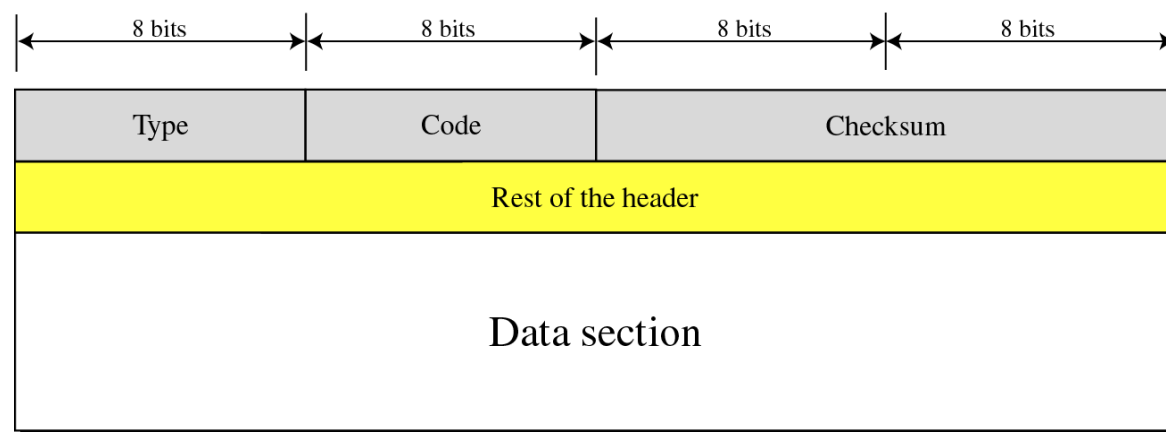 8 bits 8 bits 8 bits 8 bits
Type Code Checksum
Rest of the header
Data section